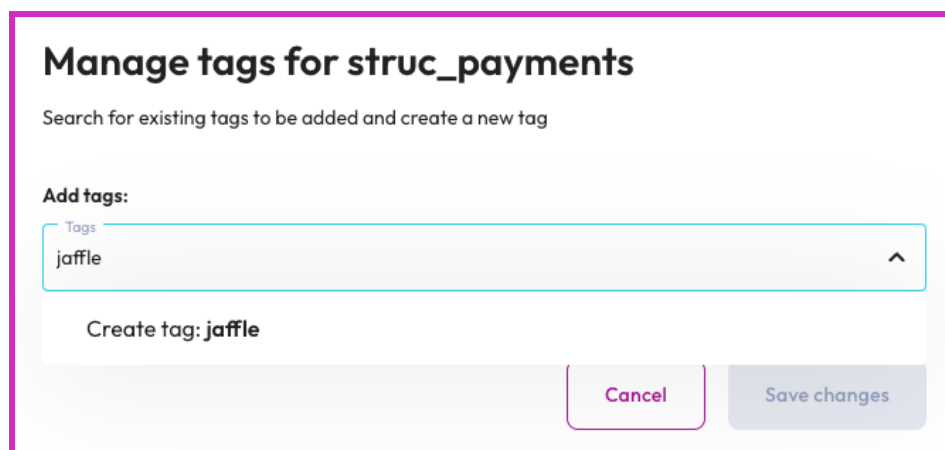 Manage tags for struc_payments
Search for existing tags to be added and create a new tag
Add tags:
Tags
jaffle
Create tag: jaffle
Cancel
Save changes